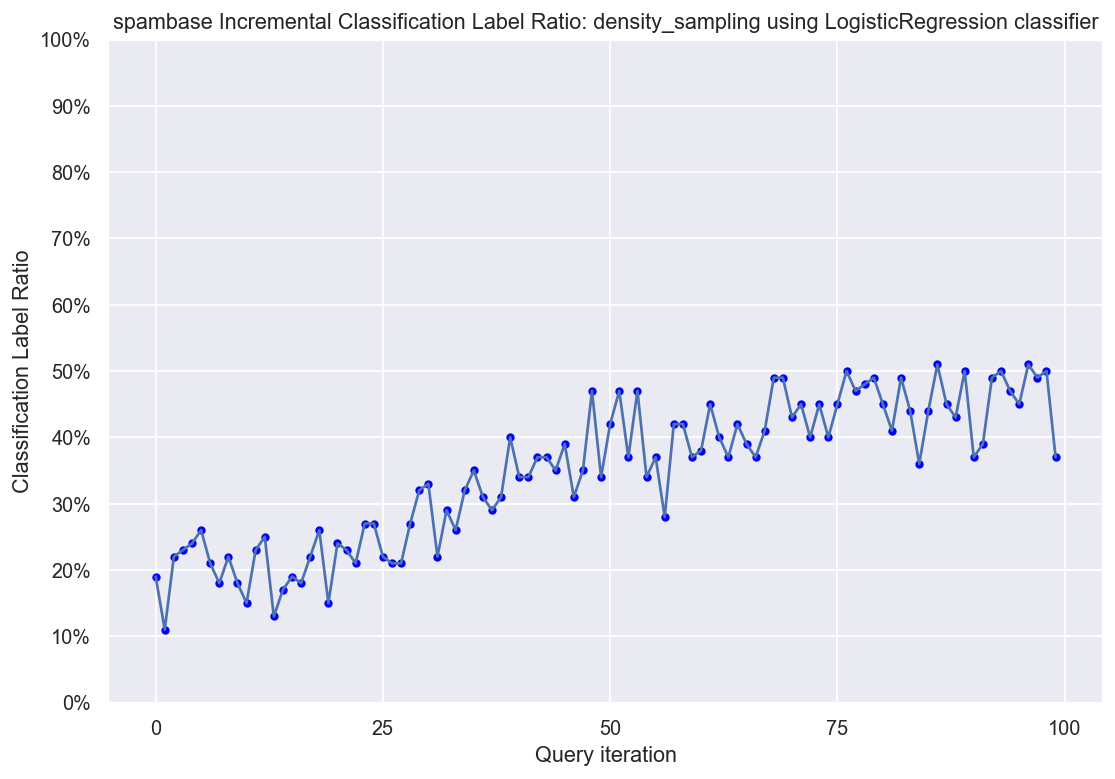 spambase Incremental Classification Label Ratio: density_sampling using LogisticRegression classifier
100%
90%
80%
70%
60%
50%
40%
30%
20%
10%
0%
Classification Label Ratio
0 25 50 75 100
Query iteration